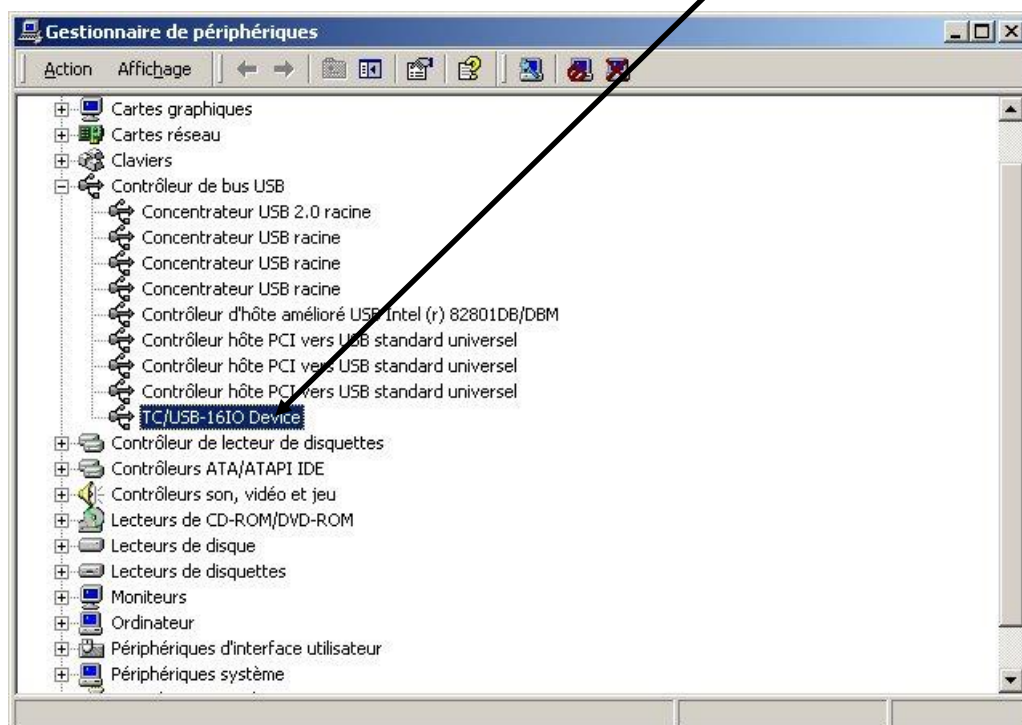 Gestionnaire de périphériques
Action Affichage
Cartes graphiques
Cartes réseau
Claviers
Contrôleur de bus USB
Concentrateur USB 2.0 racine
Concentrateur USB racine
Concentrateur USB racine
Concentrateur USB racine
Contrôleur d'hôte amélioré USB Intel (r) 82801DB/DBM
Contrôleur hôte PCI vers USB standard universel
Contrôleur hôte PCI vers USB standard universel
Contrôleur hôte PCI vers USB standard universel
TC/USB-16IO Device
Contrôleur de lecteur de disquettes
Contrôleurs ATA/ATAPI IDE
Contrôleurs son, vidéo et jeu
Lecteurs de CD-ROM/DVD-ROM
Lecteurs de disque
Lecteurs de disquettes
Moniteurs
Ordinateur
Périphériques d'interface utilisateur
Périphériques système